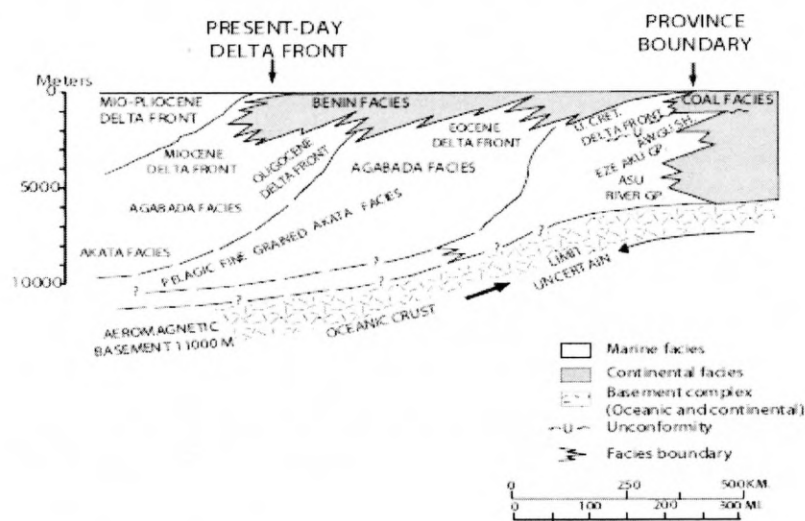 PRESENT-DAY
DELTA FRONT
PROVINCE
BOUNDARY
Meters
0
5000
10000
MIO-PLIOCENE
DELTA FRONT
BENIN FACIES
COAL FACIES
MIOCENE
DELTA FRONT
OLIGOCENE
DELTA FRONT
EOCENE
DELTA FRONT
U. CRET.
DELTA FRONT
U
AWGU SH.
EZE AKU GP.
ASU
RIVER GP.
AGABADA FACIES
AGABADA FACIES
AKATA FACIES
PELAGIC FINE GRAINED AKATA FACIES
? ? ? ?
? ?
AEROMAGNETIC
BASEMENT 11000 M
OCEANIC CRUST
LIMIT
UNCERTAIN
Marine facies
Continental facies
Basement complex
(Oceanic and continental)
U Unconformity
Facies boundary
0 250 500KM.
0 100 200 300 MI.